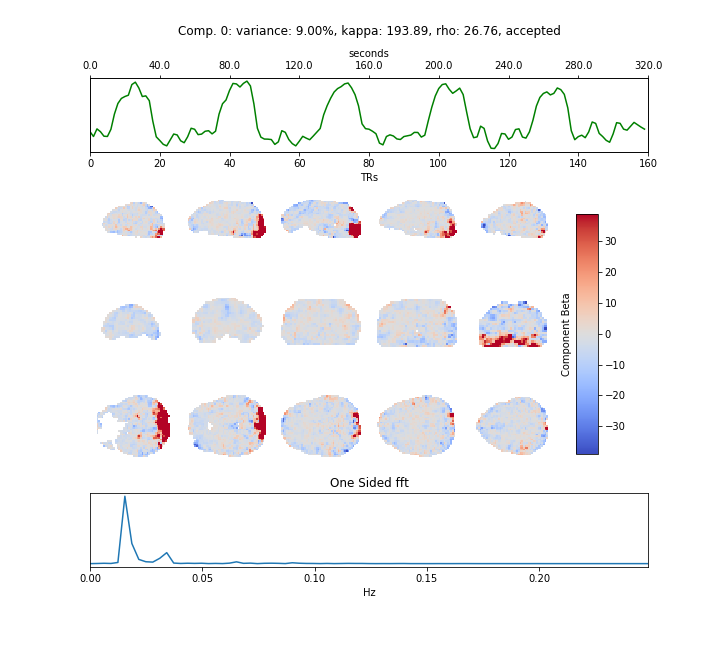 Comp. 0: variance: 9.00%, kappa: 193.89, rho: 26.76, accepted
seconds
0.0 40.0 80.0 120.0 160.0 200.0 240.0 280.0 320.0
0 20 40 60 80 100 120 140 160
TRs
30
20
10
0
−10
−20
−30
Component Beta
One Sided fft
0.00 0.05 0.10 0.15 0.20
Hz